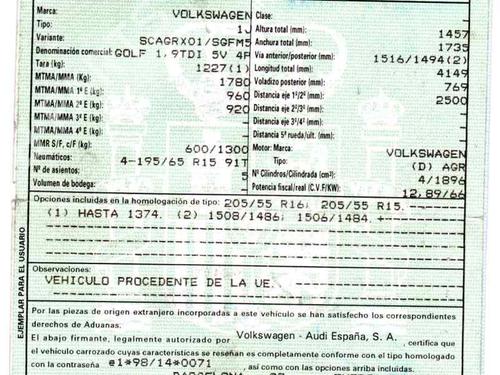 Marca: VOLKSWAGEN Clase: –
Tipo: 1J Altura total (mm): 1457
Variante: SCAGRX01/SGFM5 Anchura total (mm): 1735
Denominación comercial: GOLF 1,9TDI 5V 4P Vía anterior/posterior (mm): 1516/1494(2)
Tara (kg): 1227(1) Longitud total (mm): 4149
MTMA/MMA (Kg): 1780 Voladizo posterior (mm): 769
MTMA/MMA 1º E (kg): 960 Distancia eje 1º/2º (mm): 2500
MTMA/MMA 2º E (kg): 920 Distancia eje 2º/3º (mm):
MTMA/MMA 3º E (Kg): – Distancia eje 3º/4º (mm): –
MTMA/MMA 4º E (kg): – Distancia 5ª rueda/ult. (mm): –
MMR S/F, c/F (kg): 600/1300 Motor: Marca: VOLKSWAGEN
Neumáticos: 4-195/65 R15 91T Tipo: (D) AGR
Nº de asientos: 5 Nº Cilindros/Cilindrada (cm³): 4/1896
Volumen de bodega: – Potencia fiscal/real (C.V.F/KW): 12,89/66
Opciones incluidas en la homologación de tipo: 205/55 R16; 205/55 R15.----
(1) HASTA 1374. (2) 1508/1486; 1506/1484.+----
EJEMPLAR PARA EL USUARIO
Observaciones:
VEHICULO PROCEDENTE DE LA UE.
Por las piezas de origen extranjero incorporadas a este vehículo se han satisfecho los correspondientes
derechos de Aduanas.
El abajo firmante, legalmente autorizado por Volkswagen - Audi España, S. A. , certifica que
el vehículo carrozado cuyas características se reseñan es completamente conforme con el tipo homologado
con la contraseña e1*98/14*0071 , así como con las opciones arriba incluidas.
BARCELONA